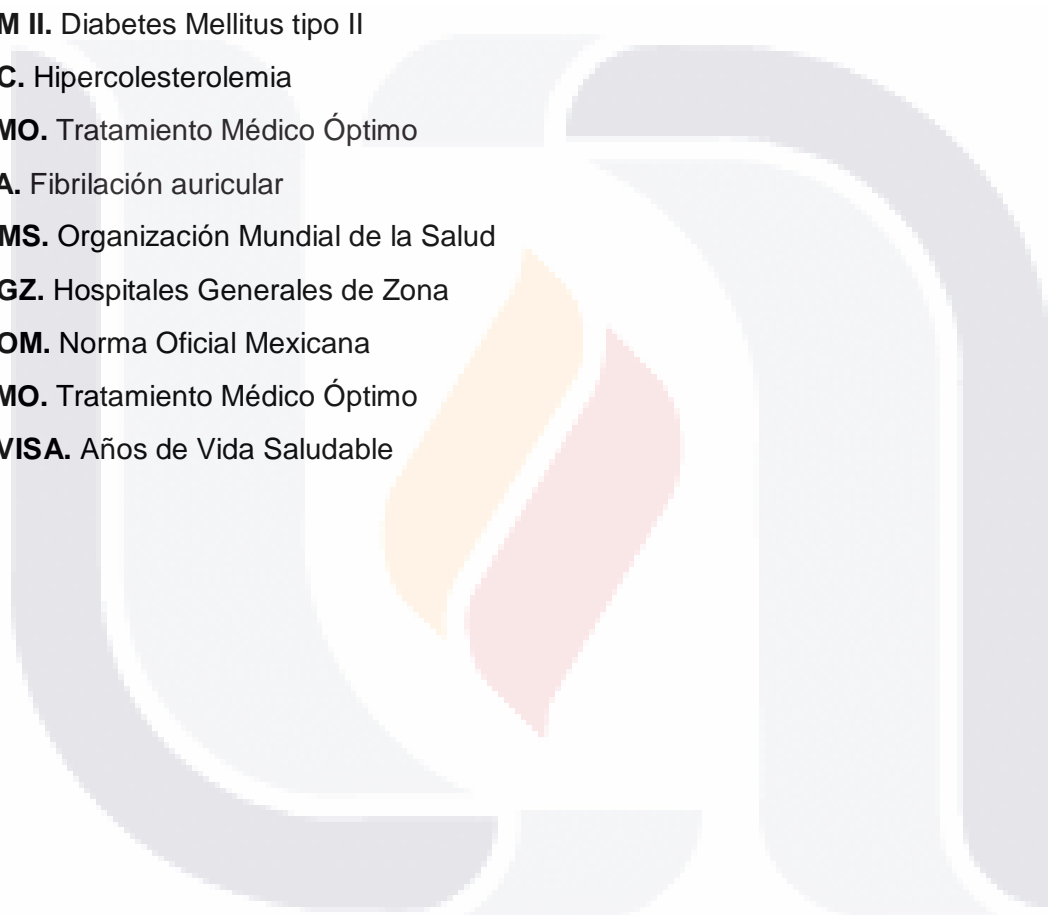 M II. Diabetes Mellitus tipo II
C. Hipercolesterolemia
MO. Tratamiento Médico Óptimo
A. Fibrilación auricular
MS. Organización Mundial de la Salud
GZ. Hospitales Generales de Zona
OM. Norma Oficial Mexicana
MO. Tratamiento Médico Óptimo
VISA. Años de Vida Saludable